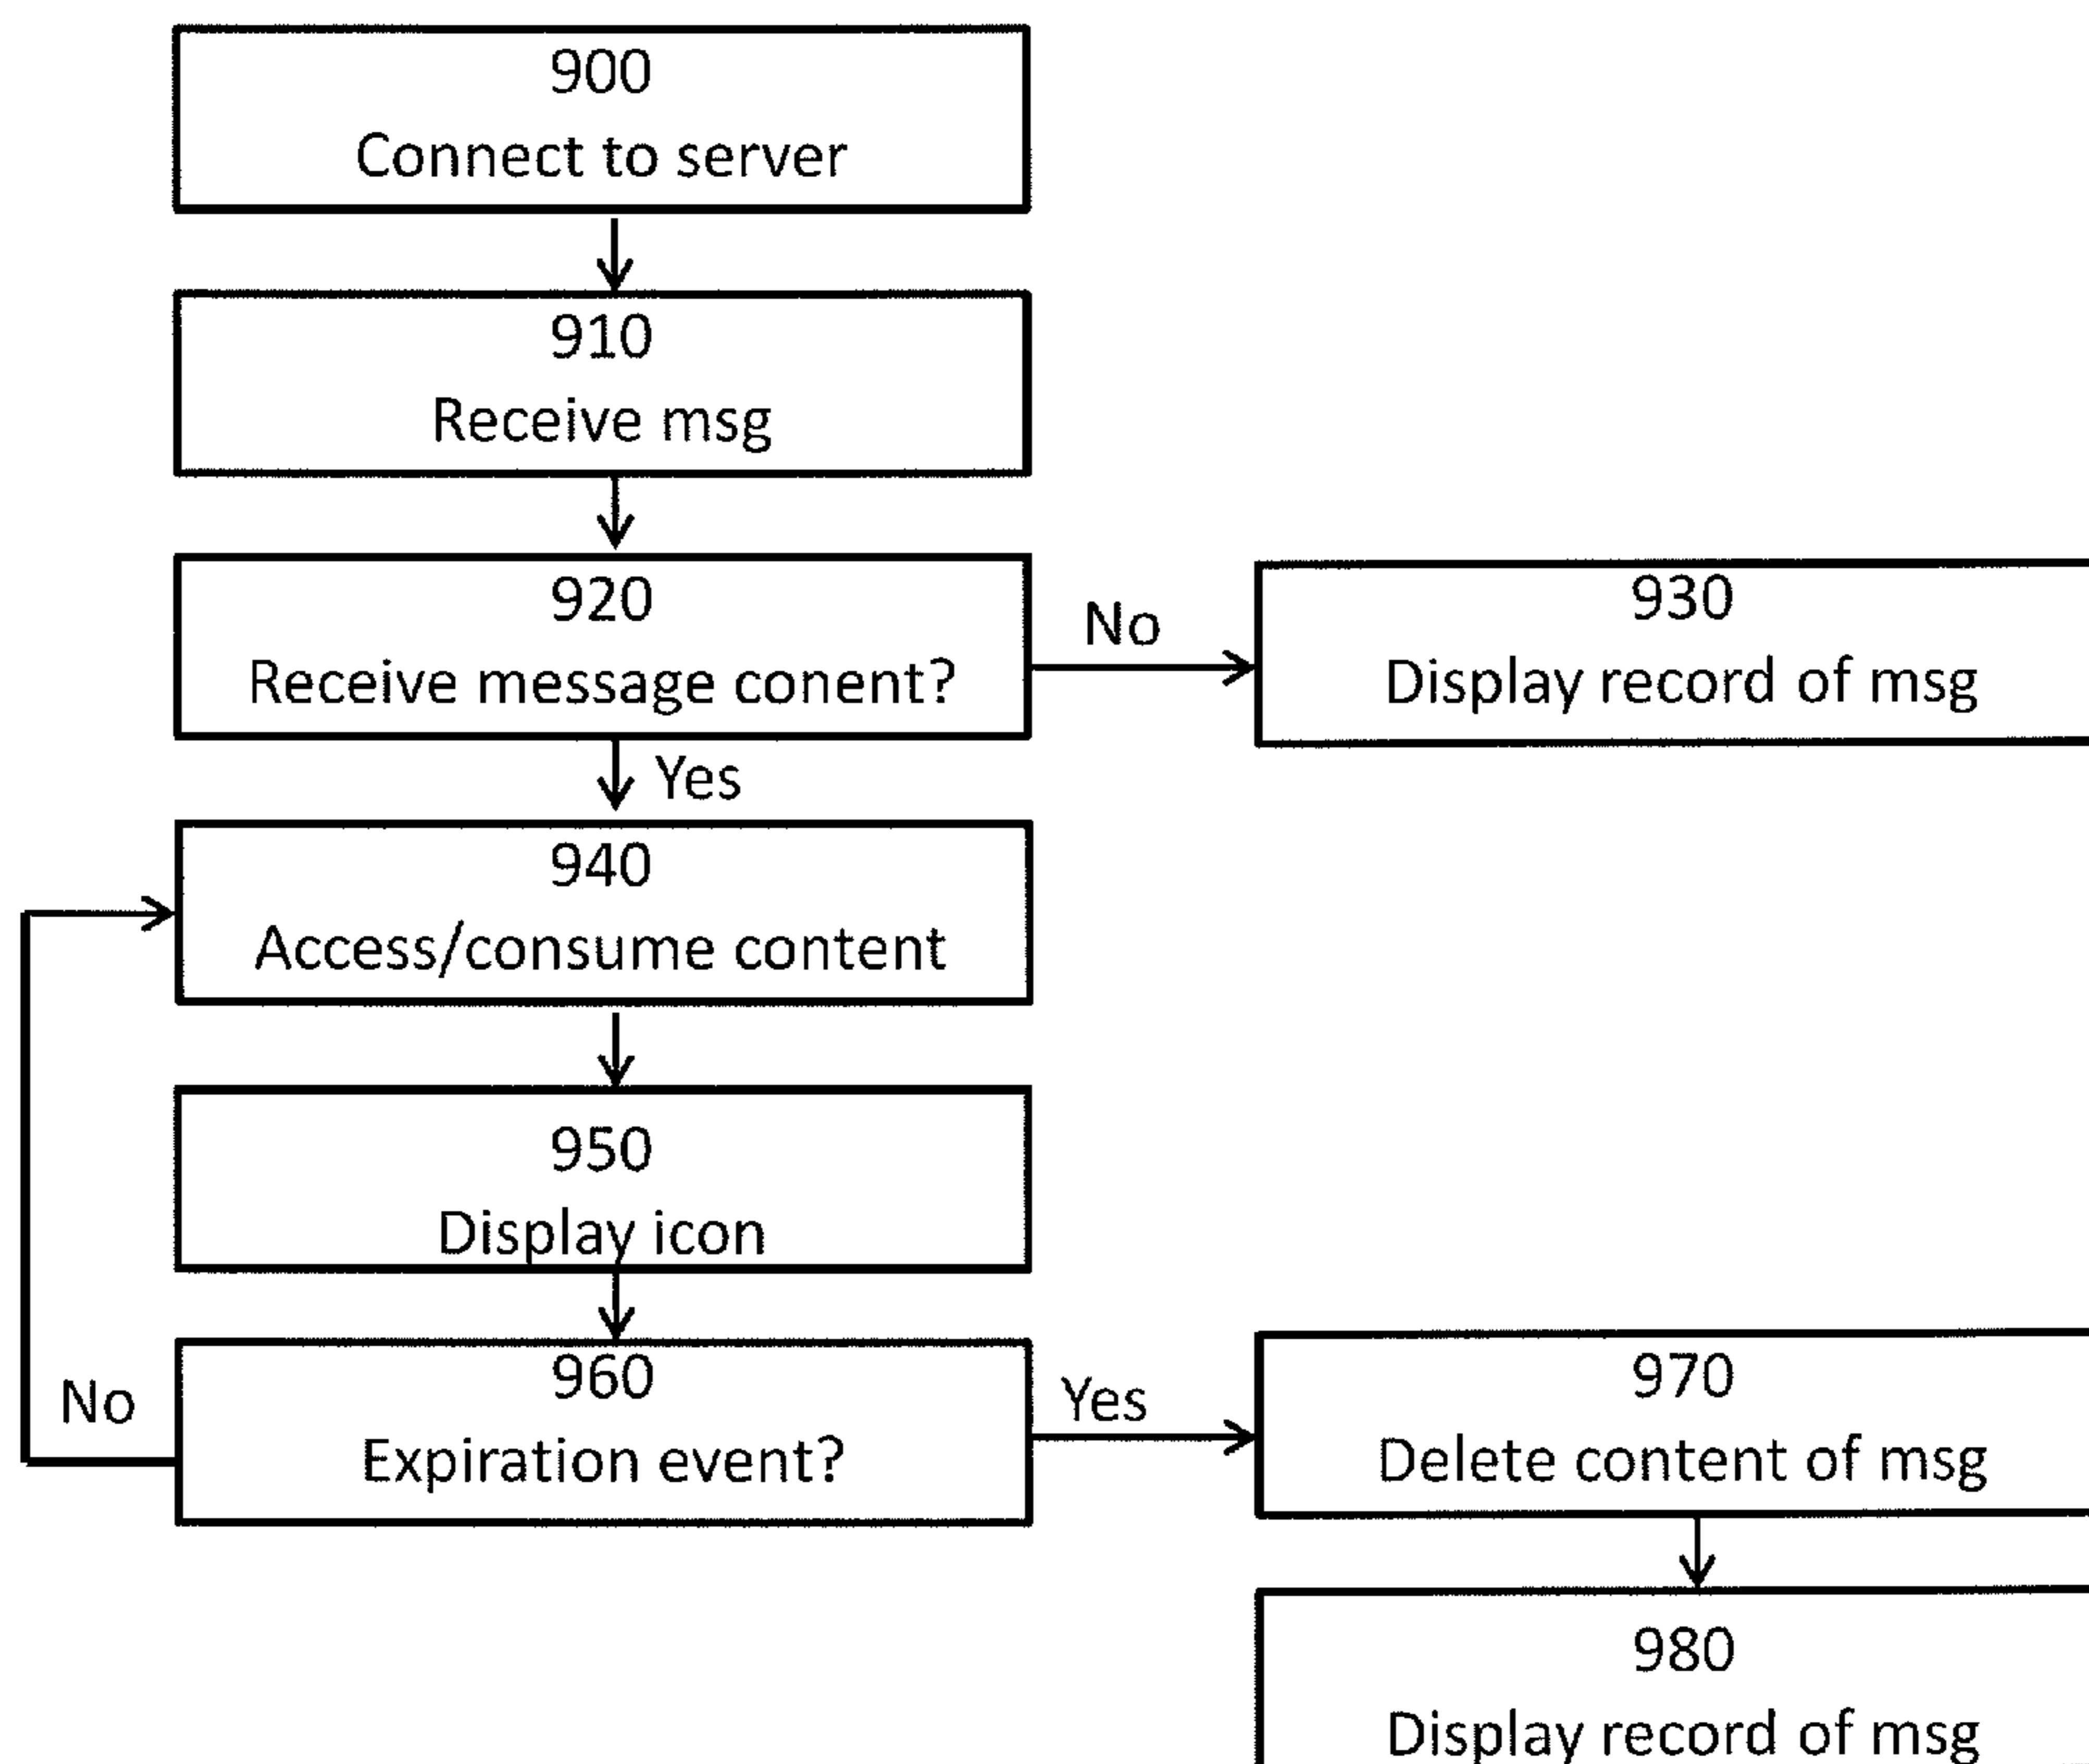 900
Connect to server
910
Receive msg
920
Receive message conent?
No
930
Display record of msg
Yes
940
Access/consume content
950
Display icon
960
Expiration event?
No
Yes
970
Delete content of msg
980
Display record of msg